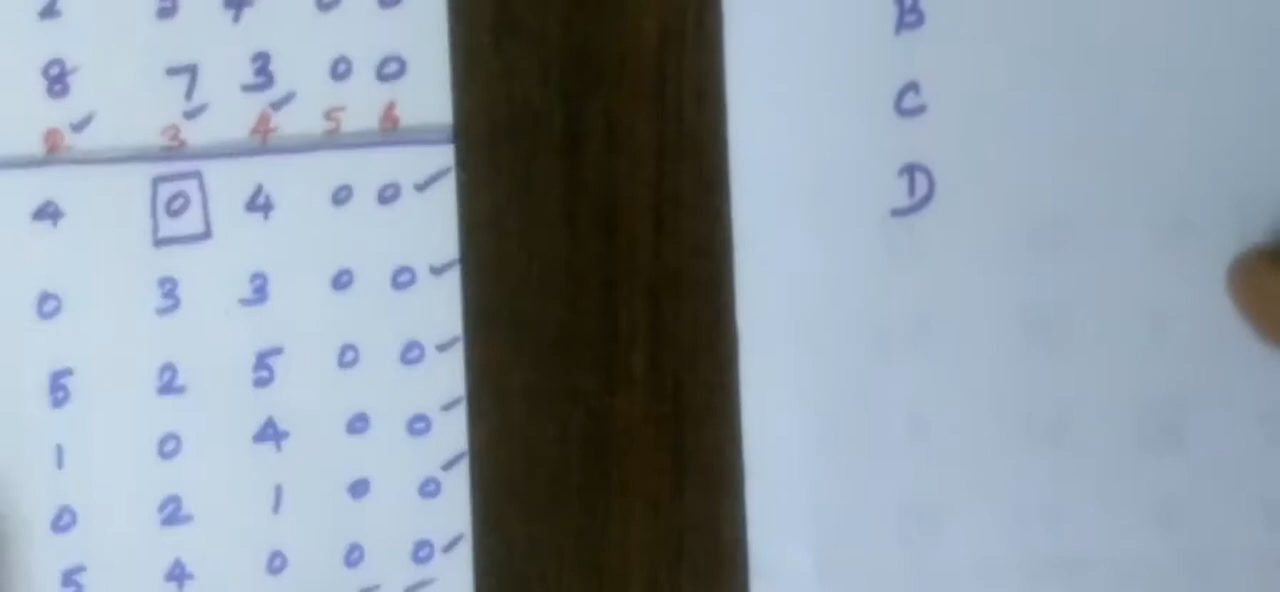 8 7 3 0 0
2 3 4 5 6
4 0 4 0 0
0 3 3 0 0
5 2 5 0 0
1 0 4 0 0
0 2 1 0 0
5 4 0 0 0
B
C
D